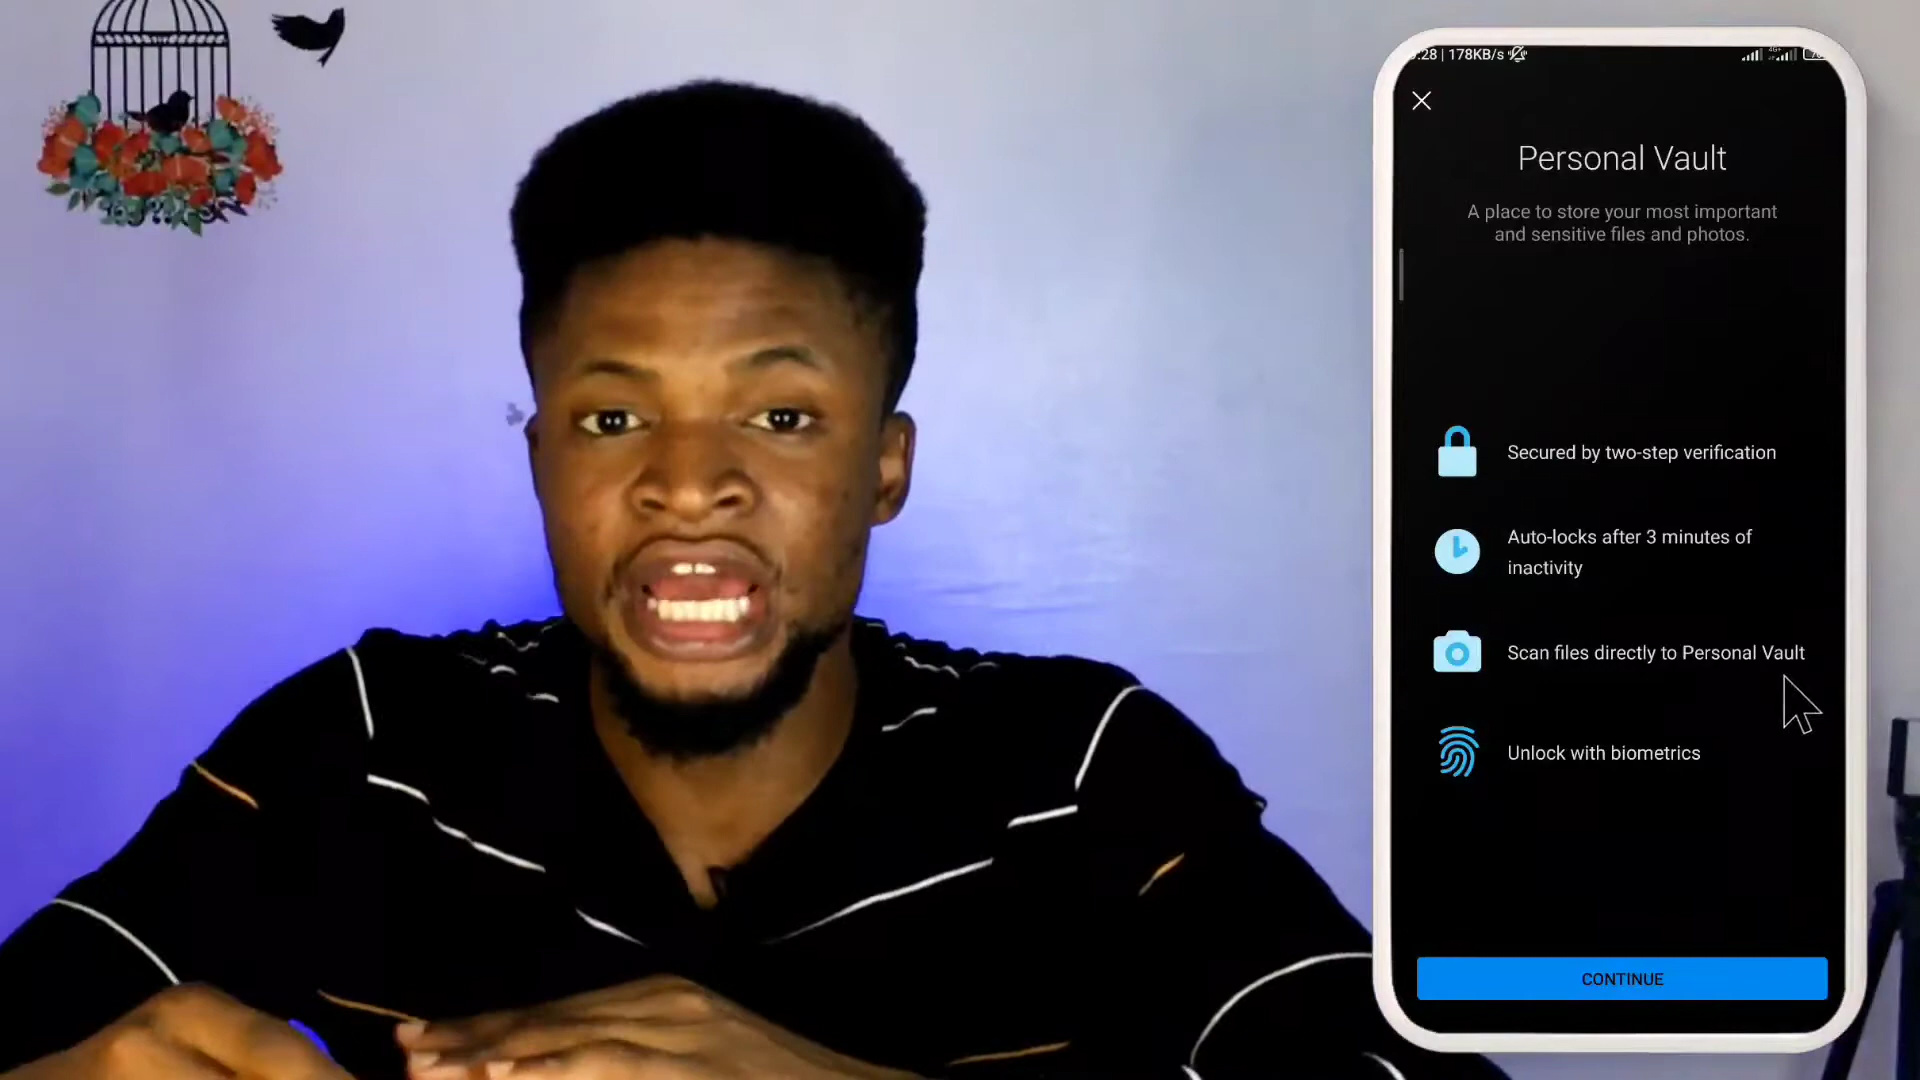 :28 | 178KB/s
Personal Vault
A place to store your most important
and sensitive files and photos.
Secured by two-step verification
Auto-locks after 3 minutes of
inactivity
Scan files directly to Personal Vault
Unlock with biometrics
CONTINUE